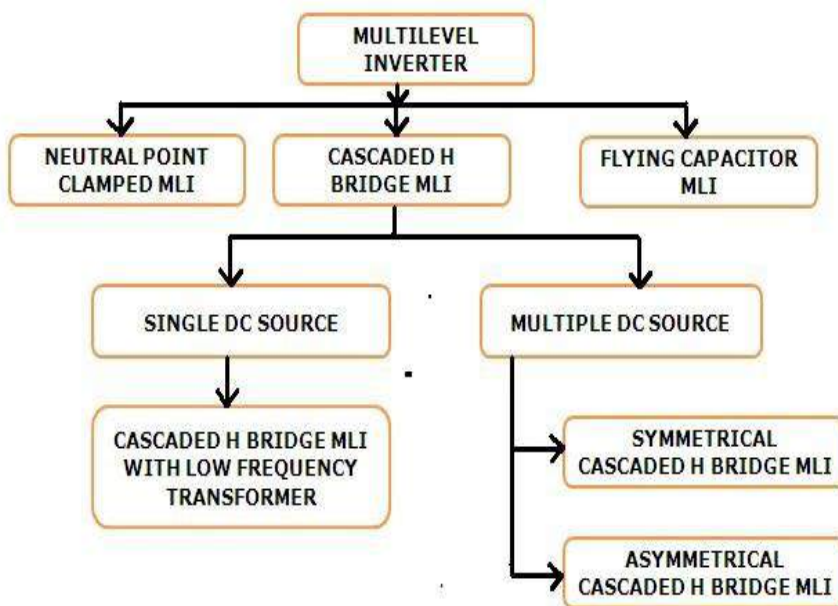 MULTILEVEL
INVERTER
NEUTRAL POINT
CLAMPED MLI
CASCADED H
BRIDGE MLI
FLYING CAPACITOR
MLI
SINGLE DC SOURCE
MULTIPLE DC SOURCE
CASCADED H BRIDGE MLI
WITH LOW FREQUENCY
TRANSFORMER
SYMMETRICAL
CASCADED H BRIDGE MLI
ASYMMETRICAL
CASCADED H BRIDGE MLI